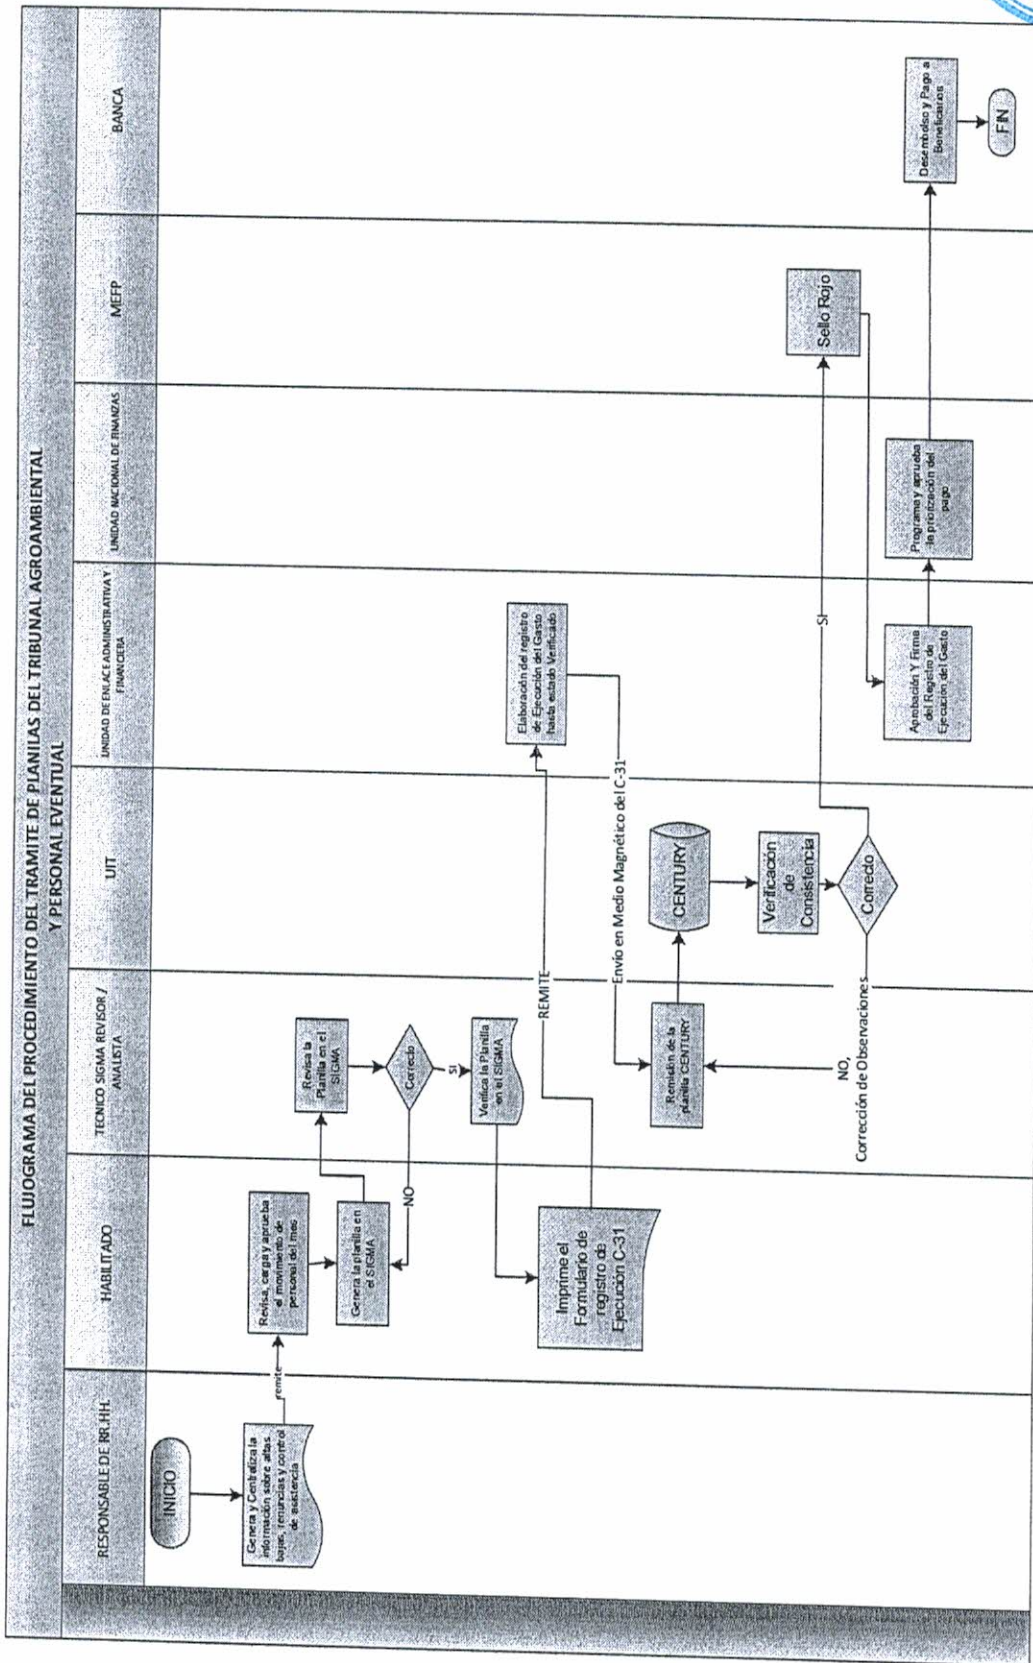 FLUJOGRAMA DEL PROCEDIMIENTO DEL TRAMITE DE PLANILAS DEL TRIBUNAL AGROAMBIENTAL
Y PERSONAL EVENTUAL
RESPONSABLE DE RR.HH.
HABILITADO
TECNICO SIGMA REVISOR /
ANALISTA
UIT
UNIDAD DE ENLACE ADMINISTRATIVA Y
FINANCIERA
UNIDAD NACIONAL DE FINANZAS
MEFP
BANCA
INICIO
Genera y Centraliza la
información sobre altas,
bajas, renuncias y control
de asistencia
remite
Revisa, carga y aprueba
el movimiento de
personal del mes
Genera la planilla en
el SIGMA
Revisa la
Planilla en el
SIGMA
Correcto
NO
SI
Verifica la Planilla
en el SIGMA
Imprime el
Formulario de
registro de
Ejecución C-31
REMITE
Elaboración del registro
de Ejecución del Gasto
hasta estado Verificado
Envío en Medio Magnético del C-31
Remisión de la
planilla CENTURY
CENTURY
Verificación
de
Consistencia
Correcto
NO,
Corrección de Observaciones
SI
Sello Rojo
Aprobación Y Firma
del Registro de
Ejecución del Gasto
Programa y aprueba
la priorización del
pago
Desembolso y Pago a
Beneficiarios
FIN